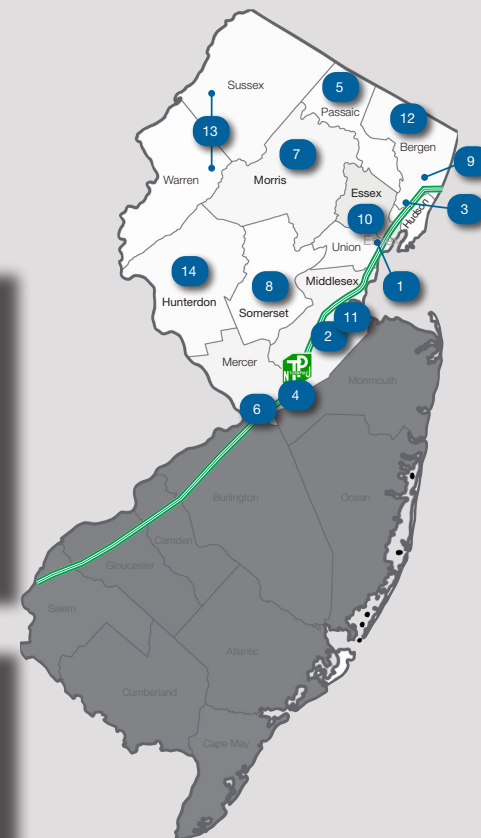 Sussex
5
Passaic
12
Bergen
13
7
9
Warren
Morris
Essex
3
Hudson
10
Union
14
Middlesex
8
1
Hunterdon
Somerset
11
2
Mercer
TP
N J
Monmouth
4
6
Burlington
Ocean
Camden
Gloucester
Salem
Atlantic
Cumberland
Cape May